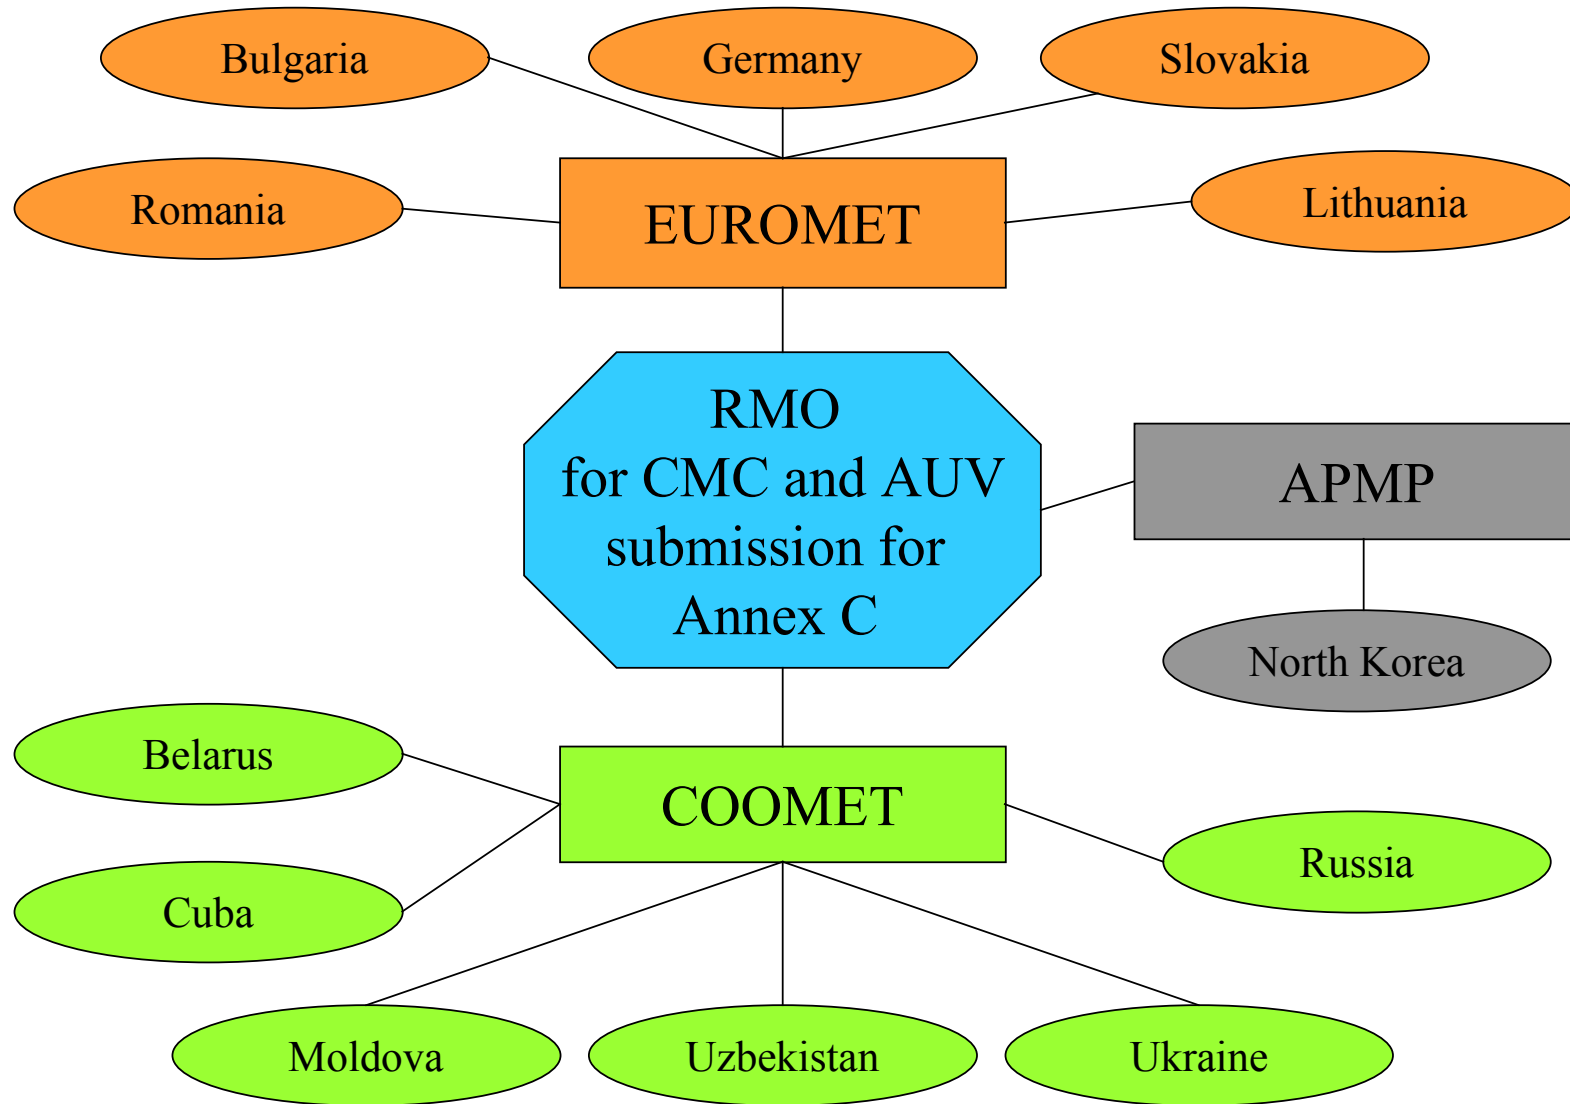 Bulgaria
Germany
Slovakia
Romania
EUROMET
Lithuania
RMO
for CMC and AUV
submission for
Annex C
APMP
North Korea
Belarus
COOMET
Russia
Cuba
Moldova
Uzbekistan
Ukraine